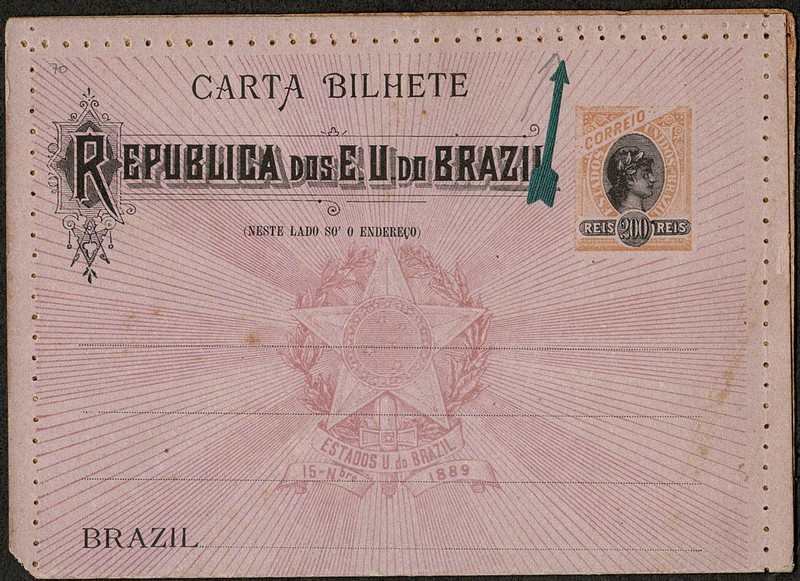 70
CARTA BILHETE
REPUBLICA DOS E. U. DO BRAZIL
(NESTE LADO SO' O ENDEREÇO)
CORREIO
ESTADOS UNIDOS DO BRAZIL
REIS 200 REIS
ESTADOS U. do BRAZIL
15-Nbro 1889
BRAZIL